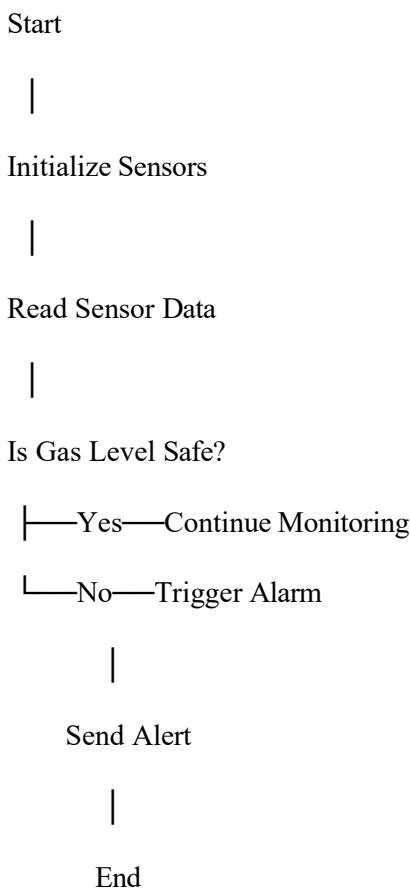 Start
│
Initialize Sensors
│
Read Sensor Data
│
Is Gas Level Safe?
├──Yes──Continue Monitoring
└──No──Trigger Alarm
│
Send Alert
│
End